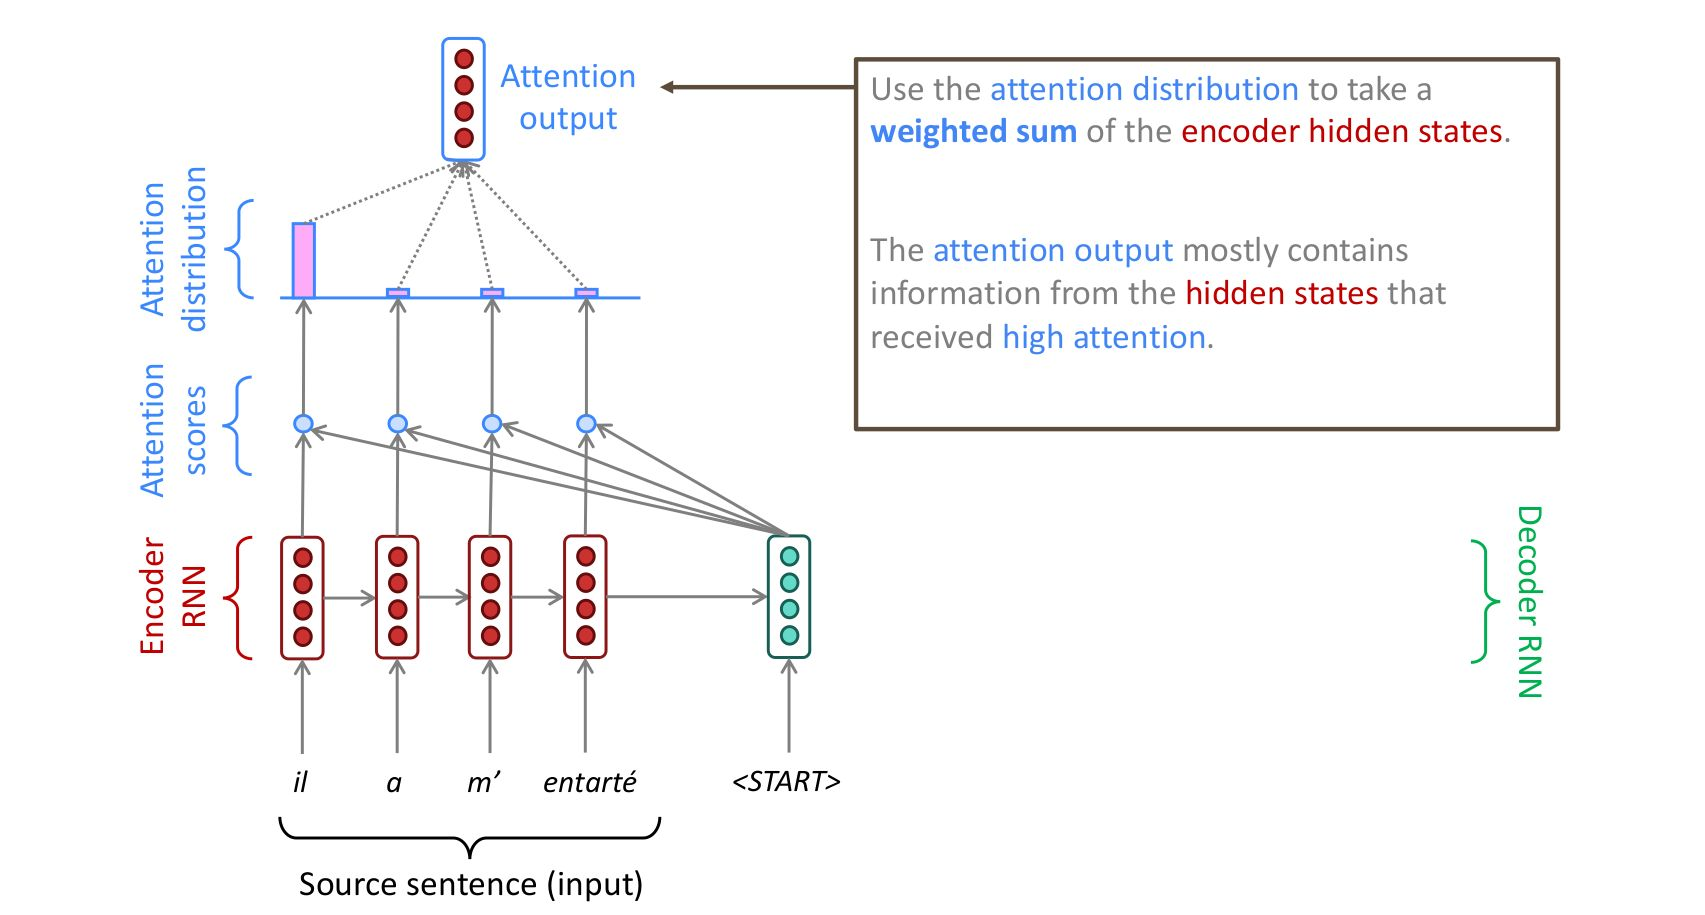 Attention
output
Use the attention distribution to take a
weighted sum of the encoder hidden states.
The attention output mostly contains
information from the hidden states that
received high attention.
Attention
distribution
Attention
scores
Encoder
RNN
Decoder RNN
il a m’ entarté <START>
Source sentence (input)